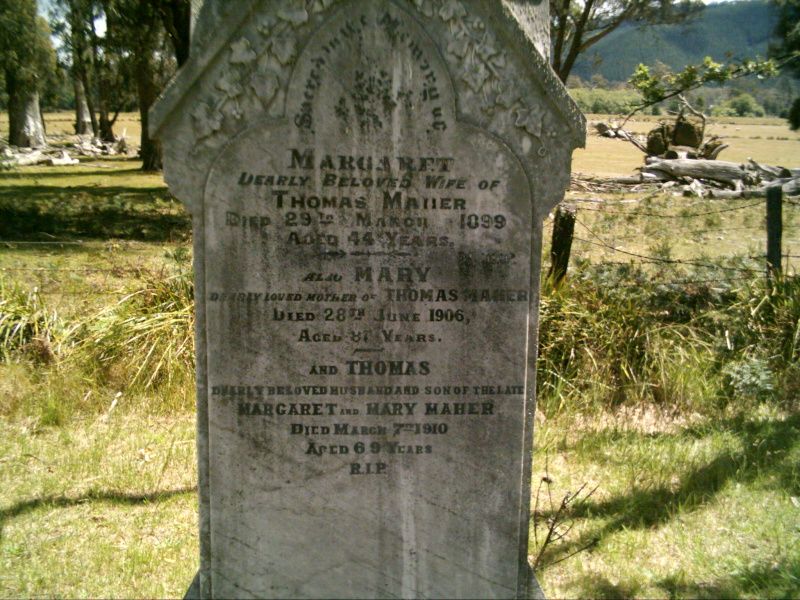 Sacred to the Memory of
MARGARET
DEARLY BELOVED WIFE OF
THOMAS MAHER
DIED 29TH MARCH 1899
AGED 44 YEARS.
ALSO MARY
DEARLY LOVED MOTHER OF THOMAS MAHER
DIED 28TH JUNE 1906,
AGED 87 YEARS.
AND THOMAS
DEARLY BELOVED HUSBAND AND SON OF THE LATE
MARGARET AND MARY MAHER
DIED MARCH 7TH 1910
AGED 69 YEARS
R.I.P.